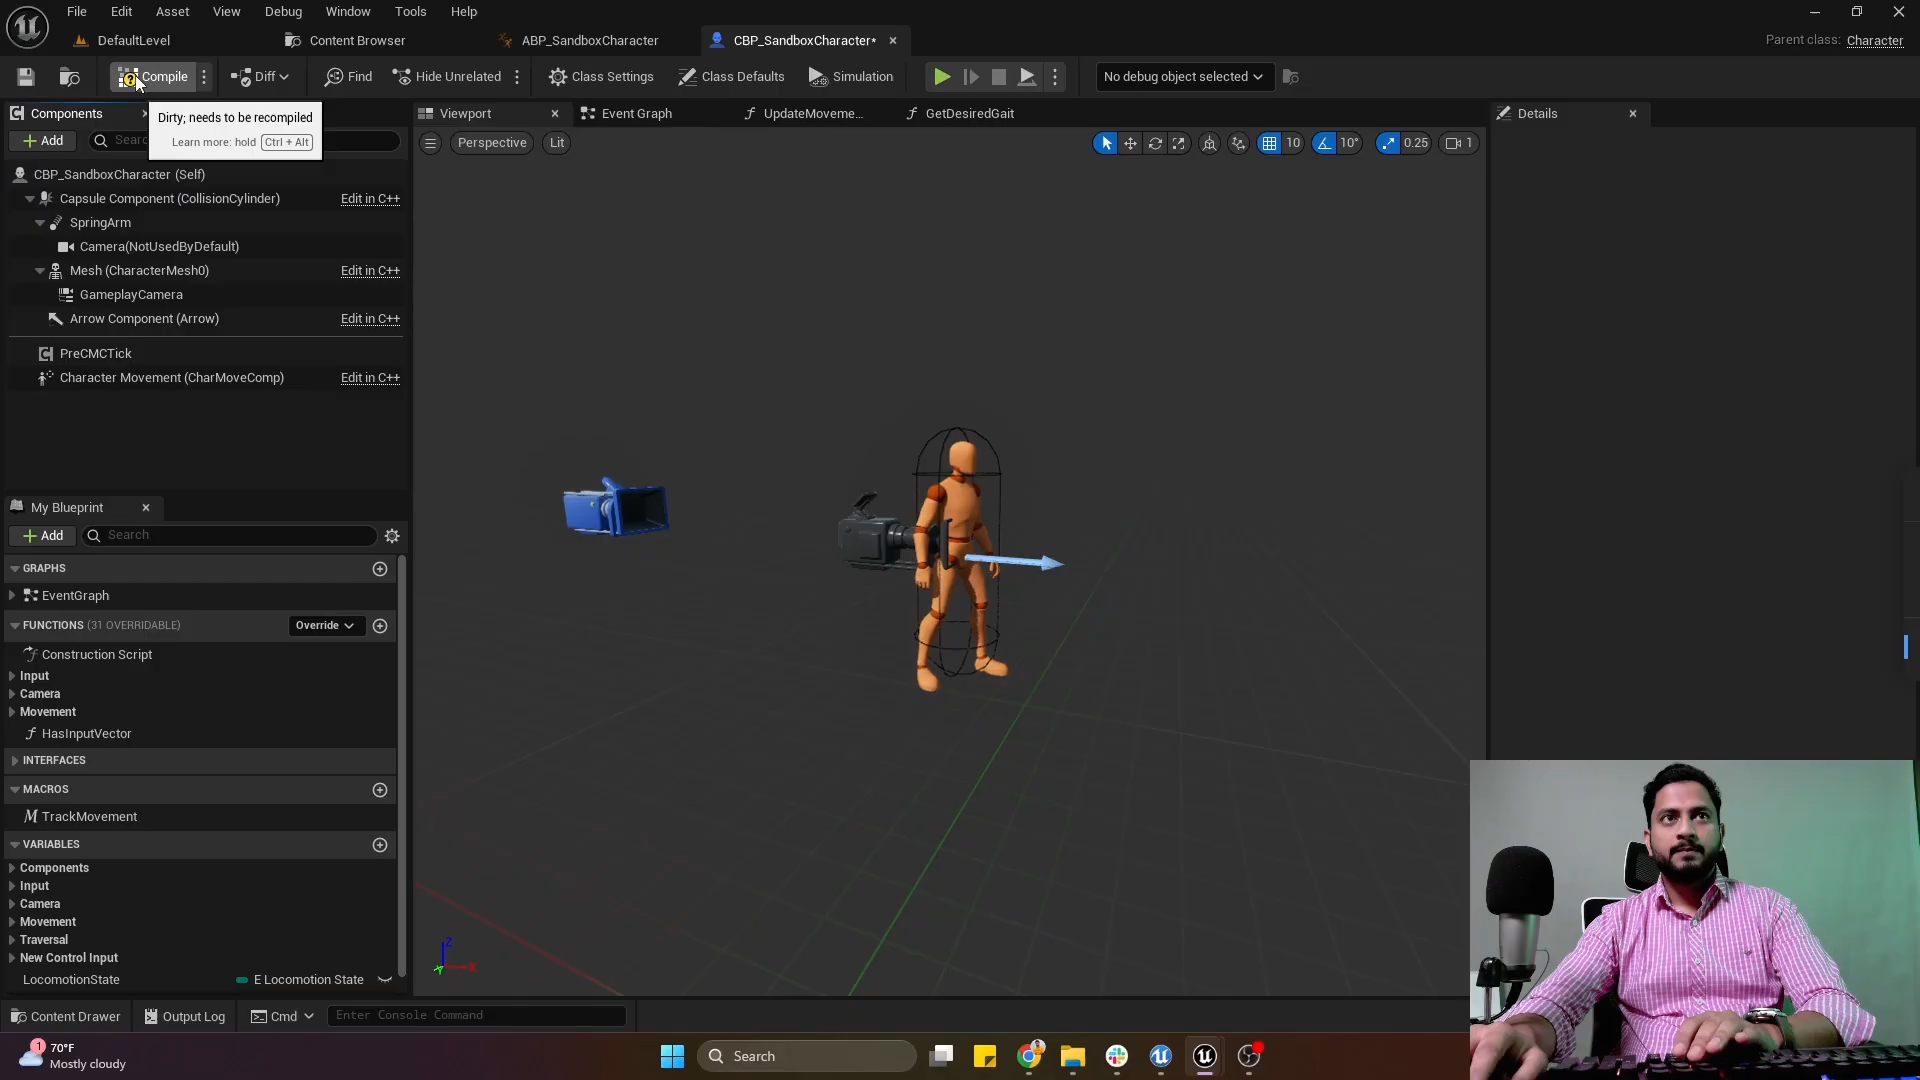 File Edit Asset View Debug Window Tools Help
DefaultLevel Content Browser ABP_SandboxCharacter CBP_SandboxCharacter* Parent class: Character
Compile Diff Find Hide Unrelated Class Settings Class Defaults Simulation No debug object selected
Components Viewport Event Graph UpdateMoveme... GetDesiredGait Details
Dirty; needs to be recompiled
Add Searc Learn more: hold Ctrl + Alt Perspective Lit 10 10° 0.25 1
CBP_SandboxCharacter (Self)
Capsule Component (CollisionCylinder) Edit in C++
SpringArm
Camera(NotUsedByDefault)
Mesh (CharacterMesh0) Edit in C++
GameplayCamera
Arrow Component (Arrow) Edit in C++
PreCMCTick
Character Movement (CharMoveComp) Edit in C++
My Blueprint
Add Search
GRAPHS
EventGraph
FUNCTIONS (31 OVERRIDABLE) Override
Construction Script
Input
Camera
Movement
HasInputVector
INTERFACES
MACROS
TrackMovement
VARIABLES
Components
Input
Camera
Movement
Traversal
New Control Input
LocomotionState E Locomotion State
Z
Y X
Content Drawer Output Log Cmd Enter Console Command
1 70°F
Mostly cloudy
Search